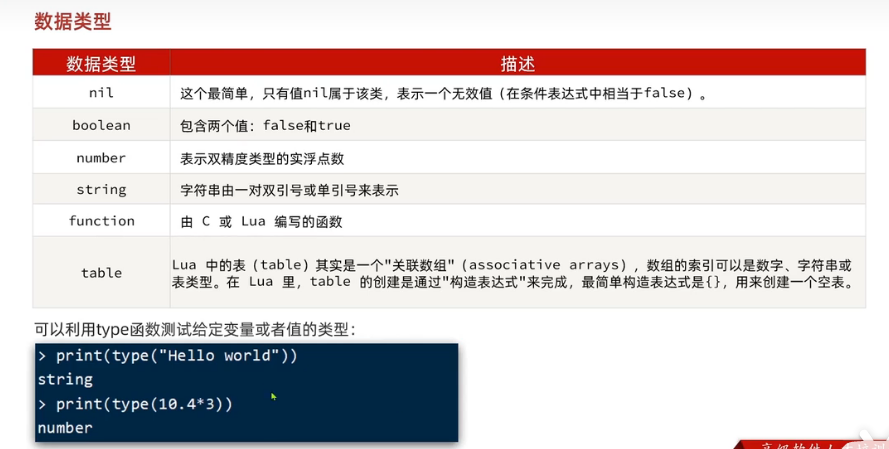 数据类型
数据类型 描述
nil 这个最简单，只有值nil属于该类，表示一个无效值（在条件表达式中相当于false）。
boolean 包含两个值：false和true
number 表示双精度类型的实浮点数
string 字符串由一对双引号或单引号来表示
function 由 C 或 Lua 编写的函数
table Lua 中的表（table）其实是一个"关联数组"（associative arrays），数组的索引可以是数字、字符串或
表类型。在 Lua 里，table 的创建是通过"构造表达式"来完成，最简单构造表达式是{}，用来创建一个空表。
可以利用type函数测试给定变量或者值的类型：
> print(type("Hello world"))
string
> print(type(10.4*3))
number